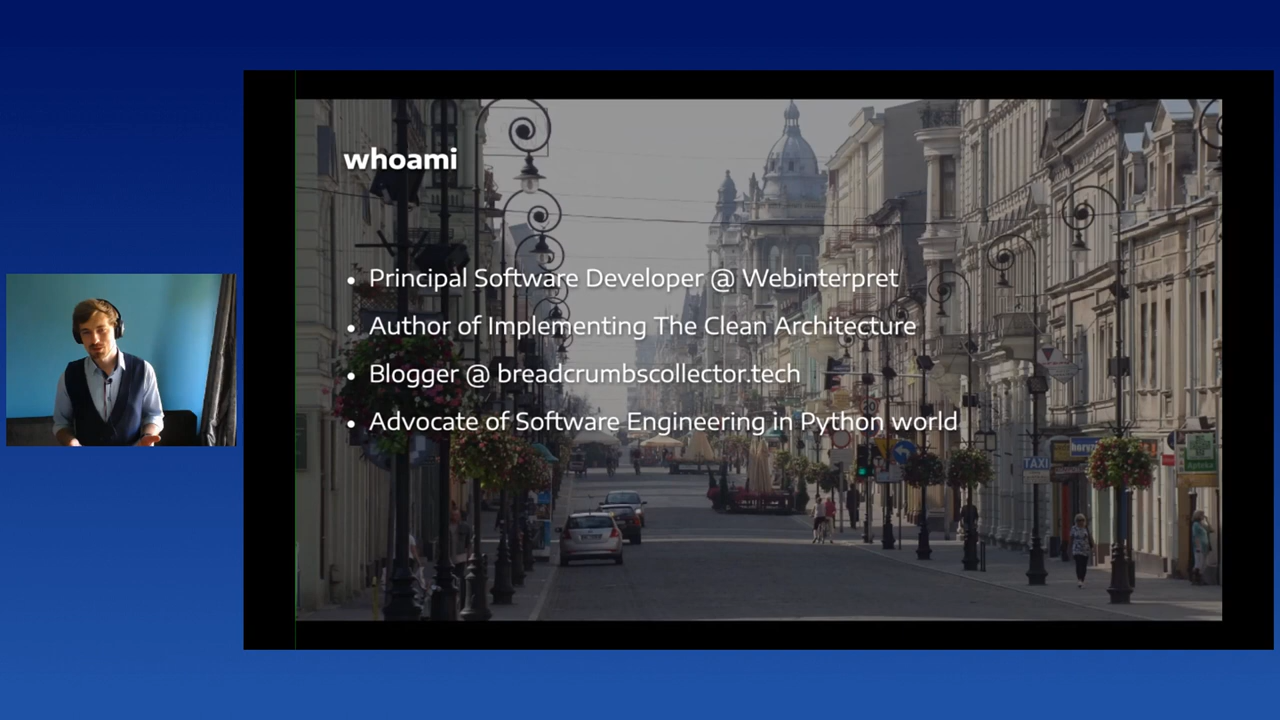 whoami
• Principal Software Developer @ Webinterpret
• Author of Implementing The Clean Architecture
• Blogger @ breadcrumbscollector.tech
• Advocate of Software Engineering in Python world
TAXI